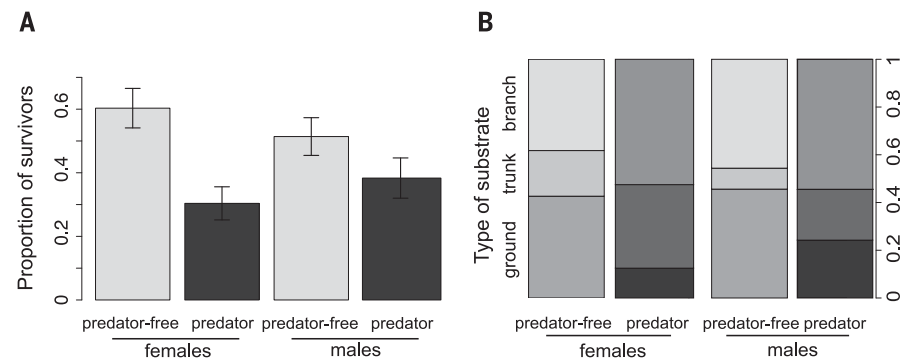 A
Proportion of survivors
0
0.2
0.4
0.6
predator-free predator predator-free predator
females males
B
Type of substrate
ground trunk branch
0
0.2
0.4
0.6
0.8
1
predator-free predator predator-free predator
females males